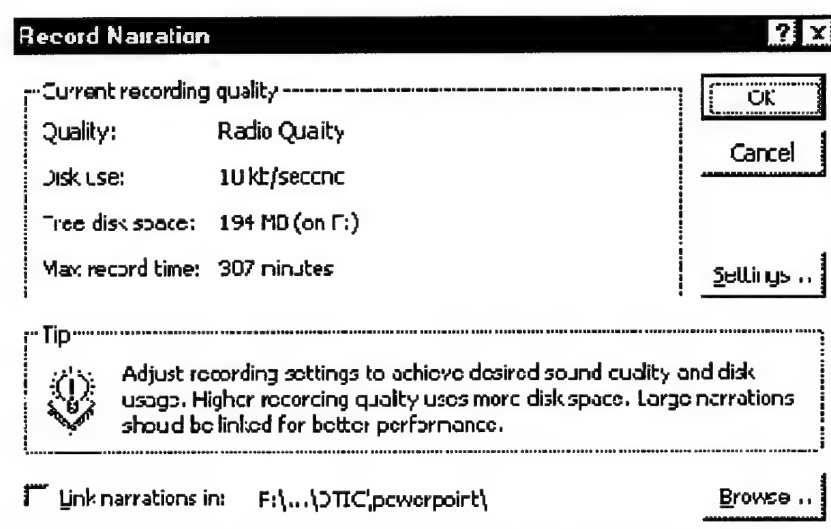 Record Narration
Current recording quality
OK
Quality: Radio Quality
Cancel
Disk use: 10 kb/second
Free disk space: 194 MB (on F:)
Max record time: 307 minutes
Settings ..
Tip
Adjust recording settings to achieve desired sound quality and disk
usage. Higher recording quality uses more disk space. Large narrations
should be linked for better performance.
Link narrations in: F:\...\DTIC\powerpoint\
Browse ..